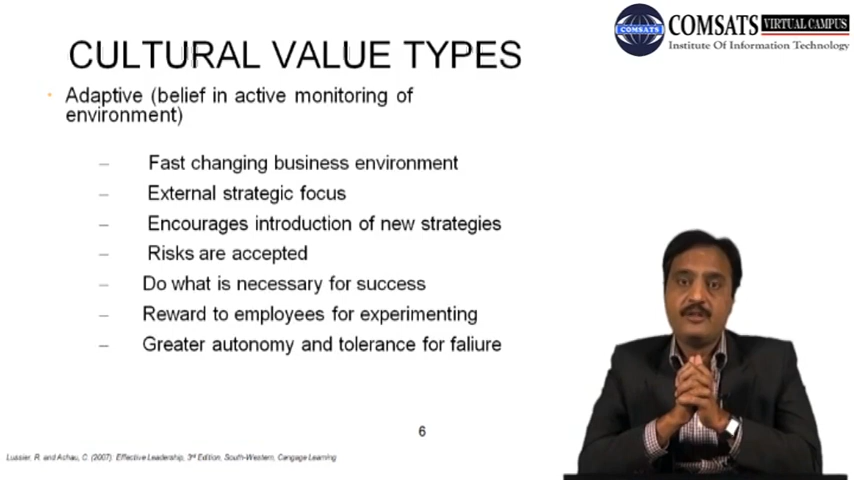 COMSATS
COMSATS VIRTUAL CAMPUS
Institute Of Information Technology
CULTURAL VALUE TYPES
Adaptive (belief in active monitoring of
environment)
– Fast changing business environment
– External strategic focus
– Encourages introduction of new strategies
– Risks are accepted
– Do what is necessary for success
– Reward to employees for experimenting
– Greater autonomy and tolerance for faliure
6
Lussier, R. and Achau, C. (2007): Effective Leadership, 3rd Edition, South-Western, Cengage Learning